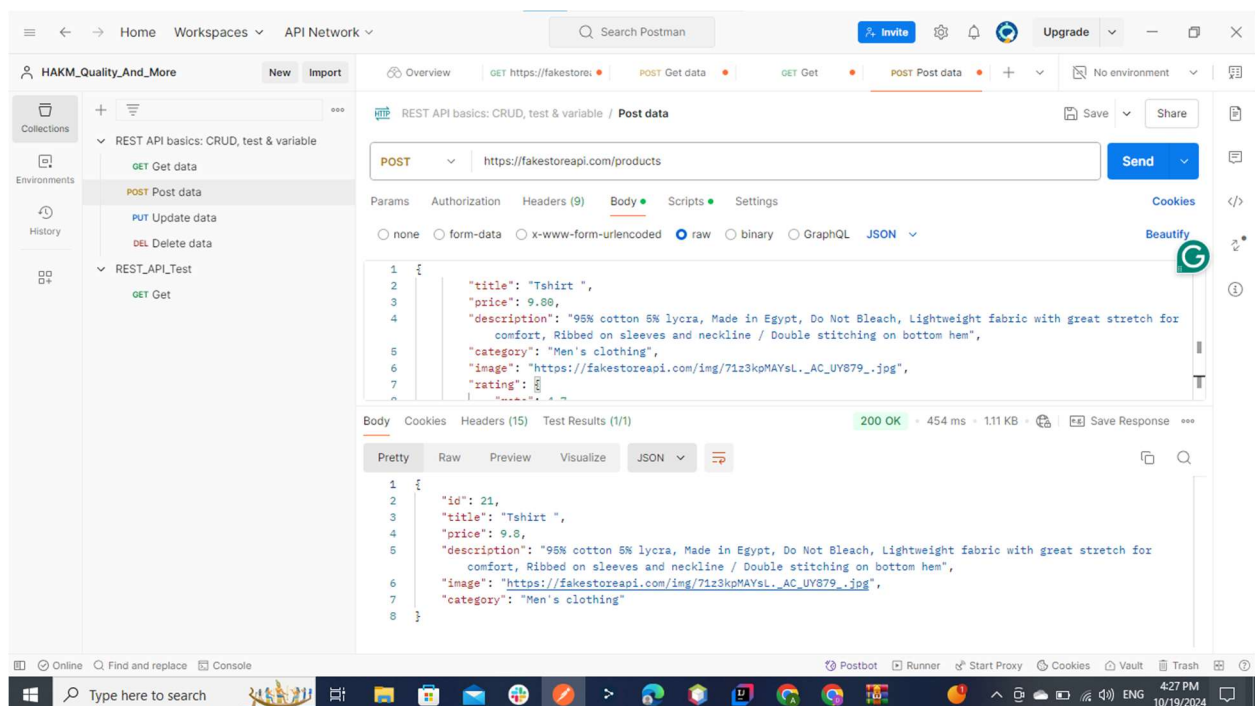 Home Workspaces API Network Search Postman Invite Upgrade
HAKM_Quality_And_More New Import Overview GET https://fakestore: POST Get data GET Get POST Post data No environment
Collections
Environments
History
REST API basics: CRUD, test & variable
GET Get data
POST Post data
PUT Update data
DEL Delete data
REST_API_Test
GET Get
HTTP REST API basics: CRUD, test & variable / Post data Save Share
POST https://fakestoreapi.com/products Send
Params Authorization Headers (9) Body Scripts Settings Cookies
none form-data x-www-form-urlencoded raw binary GraphQL JSON Beautify
1 {
2 "title": "Tshirt ",
3 "price": 9.80,
4 "description": "95% cotton 5% lycra, Made in Egypt, Do Not Bleach, Lightweight fabric with great stretch for
comfort, Ribbed on sleeves and neckline / Double stitching on bottom hem",
5 "category": "Men's clothing",
6 "image": "https://fakestoreapi.com/img/71z3kpMAYsL._AC_UY879_.jpg",
7 "rating": {
Body Cookies Headers (15) Test Results (1/1) 200 OK 454 ms 1.11 KB e.g. Save Response
Pretty Raw Preview Visualize JSON
1 {
2 "id": 21,
3 "title": "Tshirt ",
4 "price": 9.8,
5 "description": "95% cotton 5% lycra, Made in Egypt, Do Not Bleach, Lightweight fabric with great stretch for
comfort, Ribbed on sleeves and neckline / Double stitching on bottom hem",
6 "image": "https://fakestoreapi.com/img/71z3kpMAYsL._AC_UY879_.jpg",
7 "category": "Men's clothing"
8 }
Online Find and replace Console Postbot Runner Start Proxy Cookies Vault Trash
Type here to search ENG 4:27 PM
10/19/2024